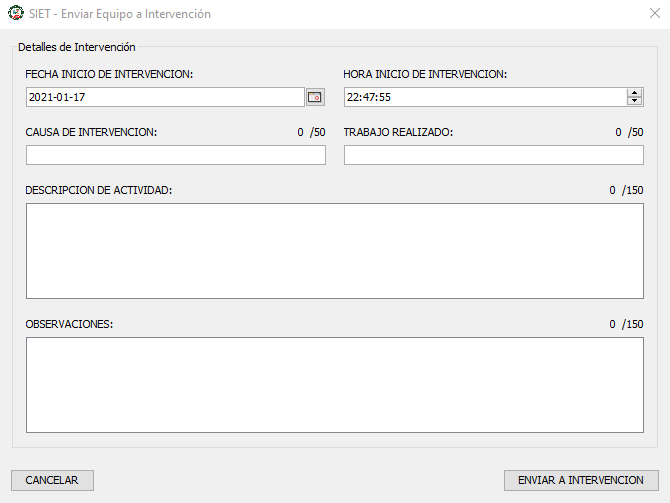 SIET - Enviar Equipo a Intervención
Detalles de Intervención
FECHA INICIO DE INTERVENCION: HORA INICIO DE INTERVENCION:
2021-01-17 22:47:55
CAUSA DE INTERVENCION: 0 /50 TRABAJO REALIZADO: 0 /50
DESCRIPCION DE ACTIVIDAD: 0 /150
OBSERVACIONES: 0 /150
CANCELAR ENVIAR A INTERVENCION